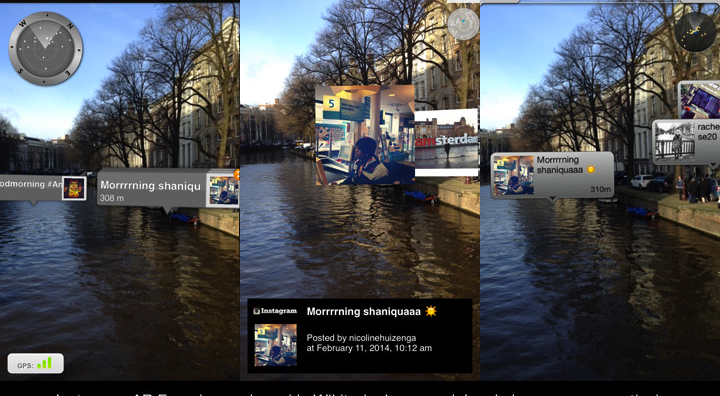 W
N
S
E
odmorning #Am
Morrrrning shaniqu
308 m
GPS:
5
sterda
Instagram
Morrrrning shaniquaaa ☀
Posted by nicolinehuizenga
at February 11, 2014, 10:12 am
Morrrrning
shaniquaaa ☀
310m
rache
se20